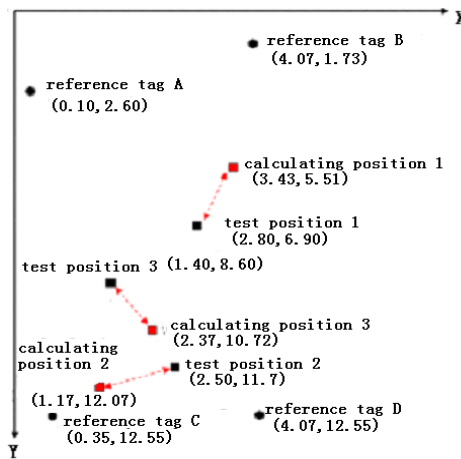 X
reference tag B
(4.07,1.73)
reference tag A
(0.10,2.60)
calculating position 1
(3.43,5.51)
test position 1
(2.80,6.90)
test position 3 (1.40,8.60)
calculating position 3
(2.37,10.72)
calculating
position 2
test position 2
(2.50,11.7)
(1.17,12.07)
reference tag C
(0.35,12.55)
reference tag D
(4.07,12.55)
Y